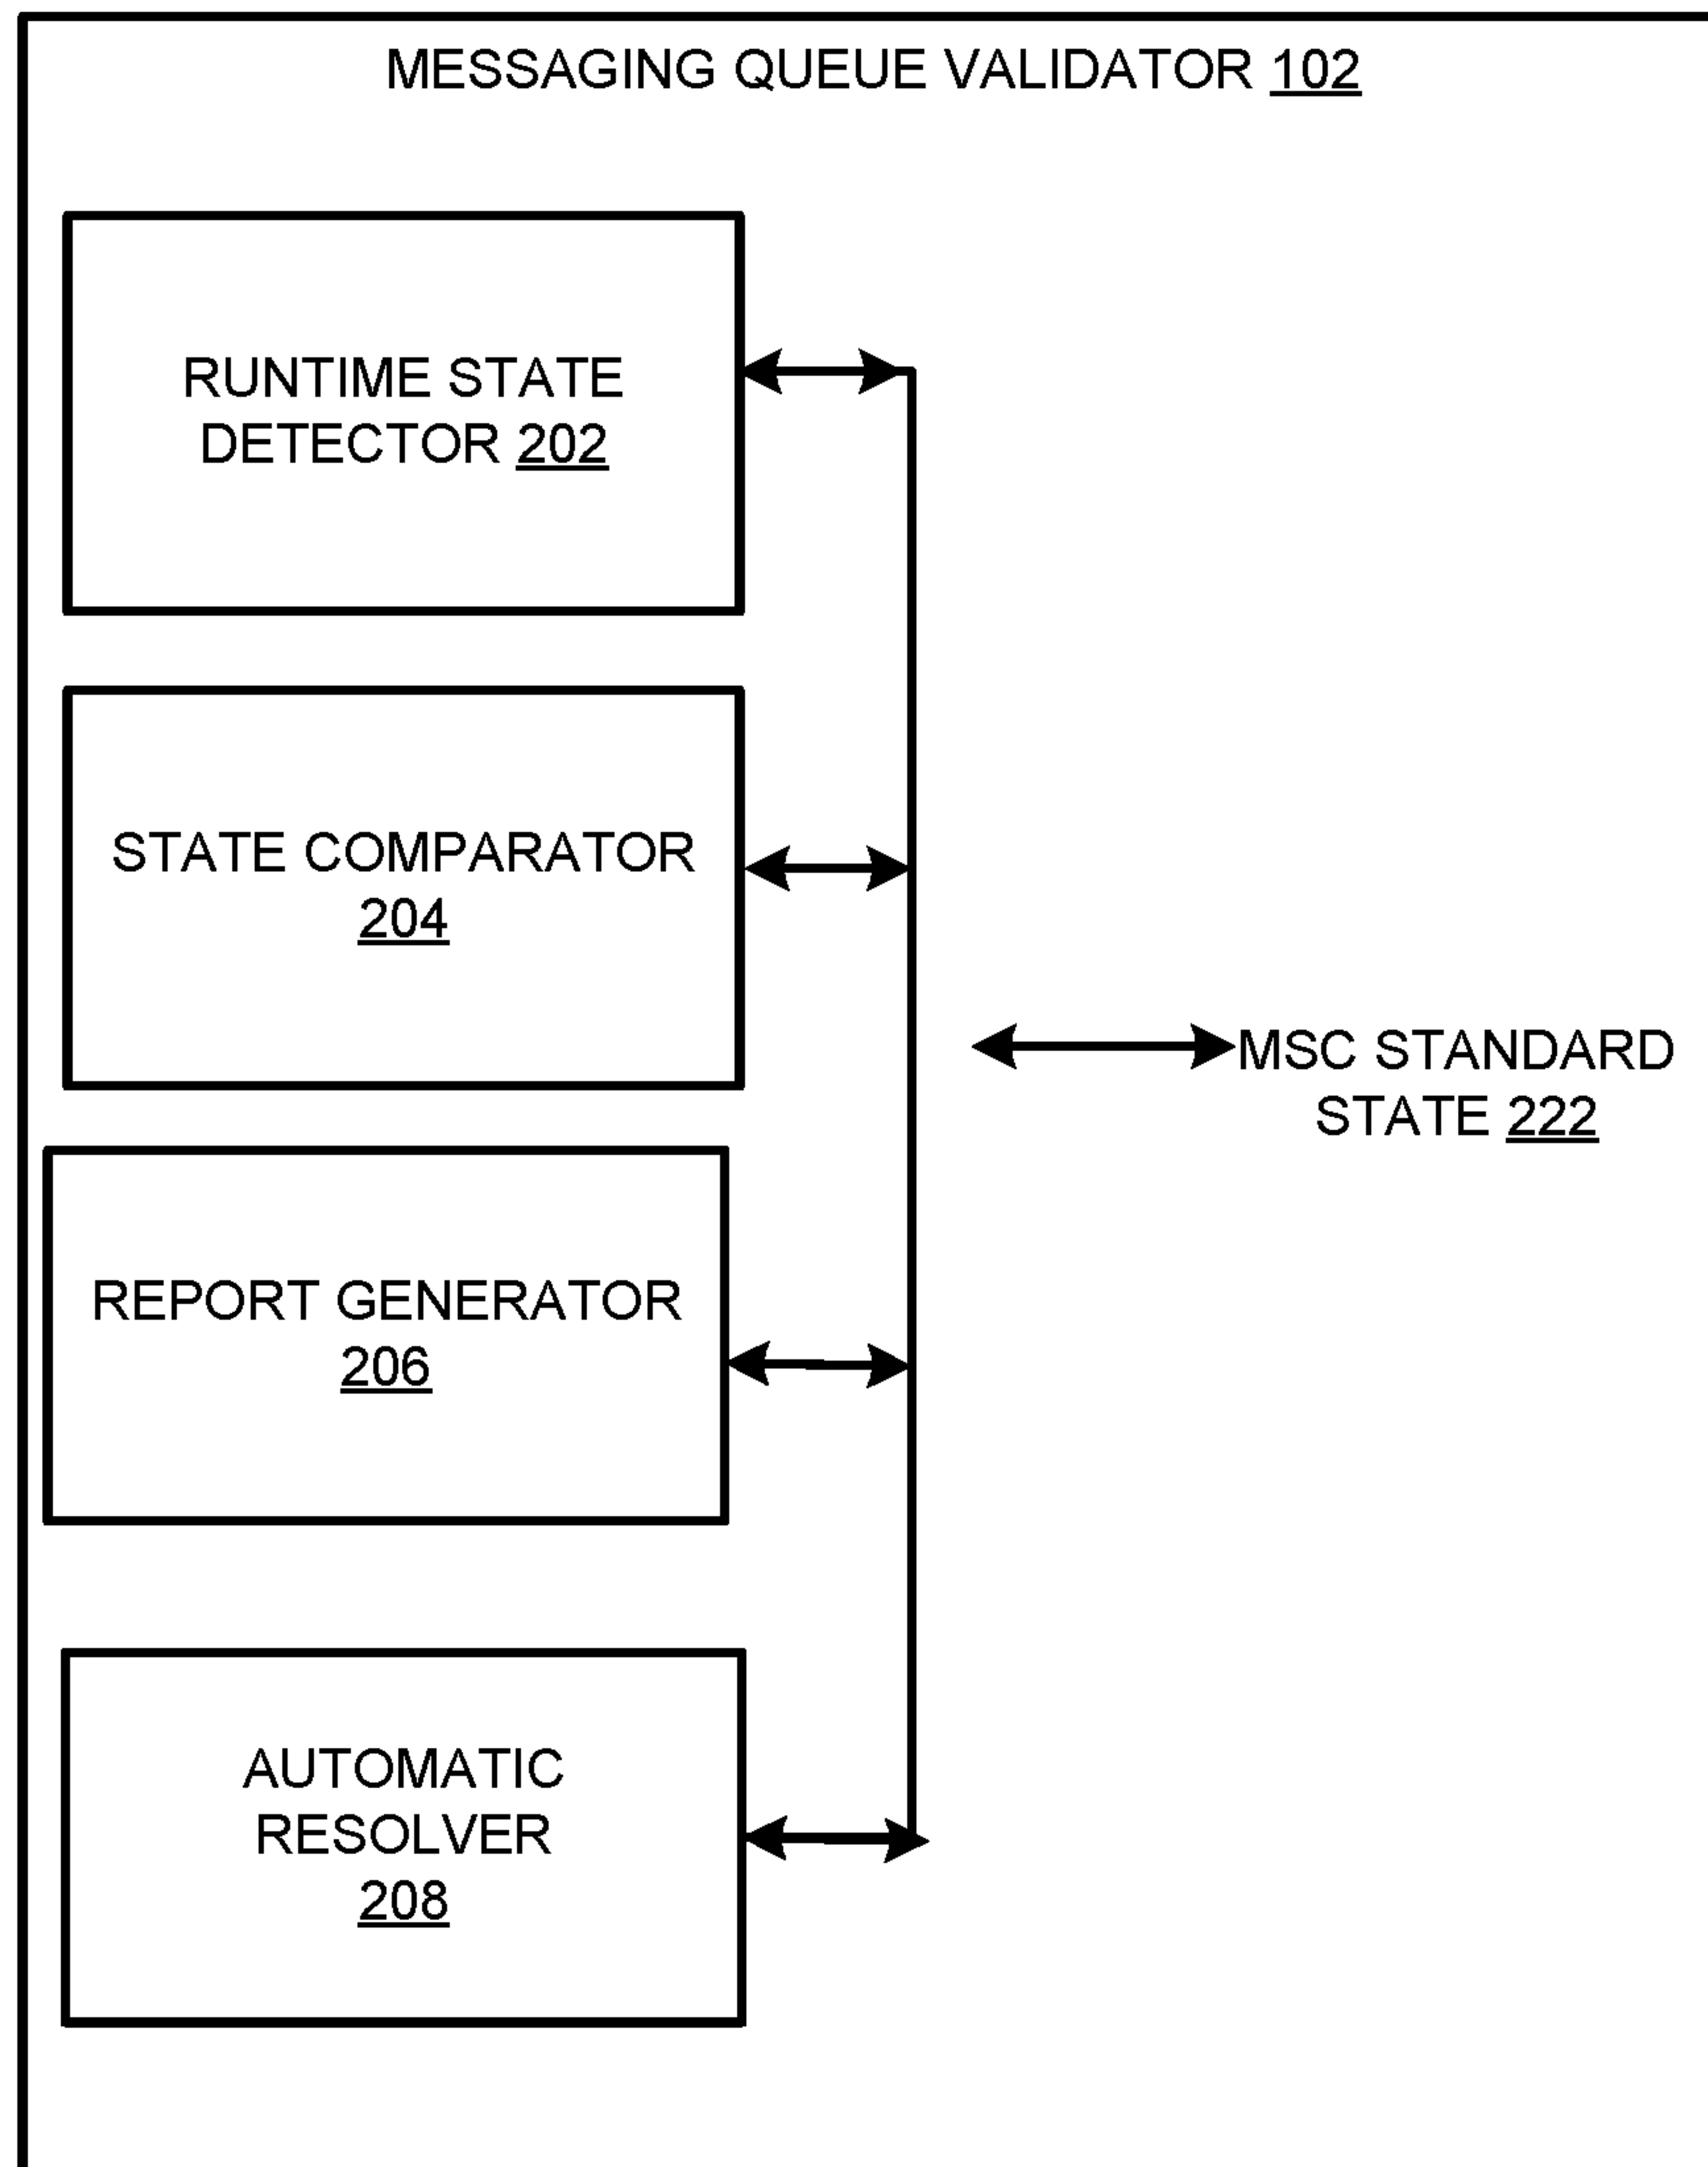 MESSAGING QUEUE VALIDATOR 102
RUNTIME STATE
DETECTOR 202
STATE COMPARATOR
204
MSC STANDARD
STATE 222
REPORT GENERATOR
206
AUTOMATIC
RESOLVER
208